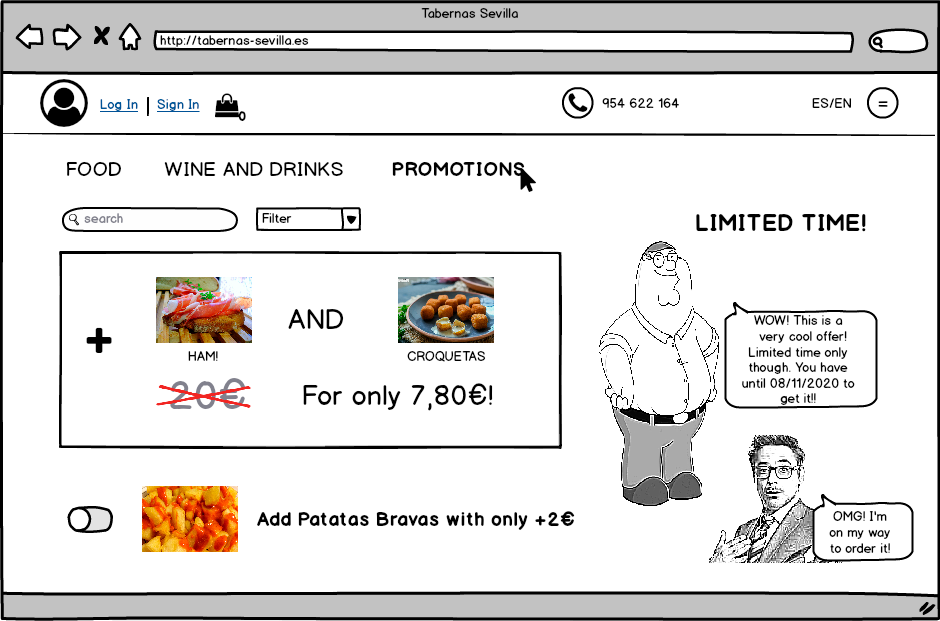 Tabernas Sevilla
http://tabernas-sevilla.es
Log In | Sign In
0
954 622 164
ES/EN
FOOD
WINE AND DRINKS
PROMOTIONS
search
Filter
LIMITED TIME!
AND
HAM!
CROQUETAS
20€
For only 7,80€!
WOW! This is a
very cool offer!
Limited time only
though. You have
until 08/11/2020 to
get it!!
Add Patatas Bravas with only +2€
OMG! I'm
on my way
to order it!